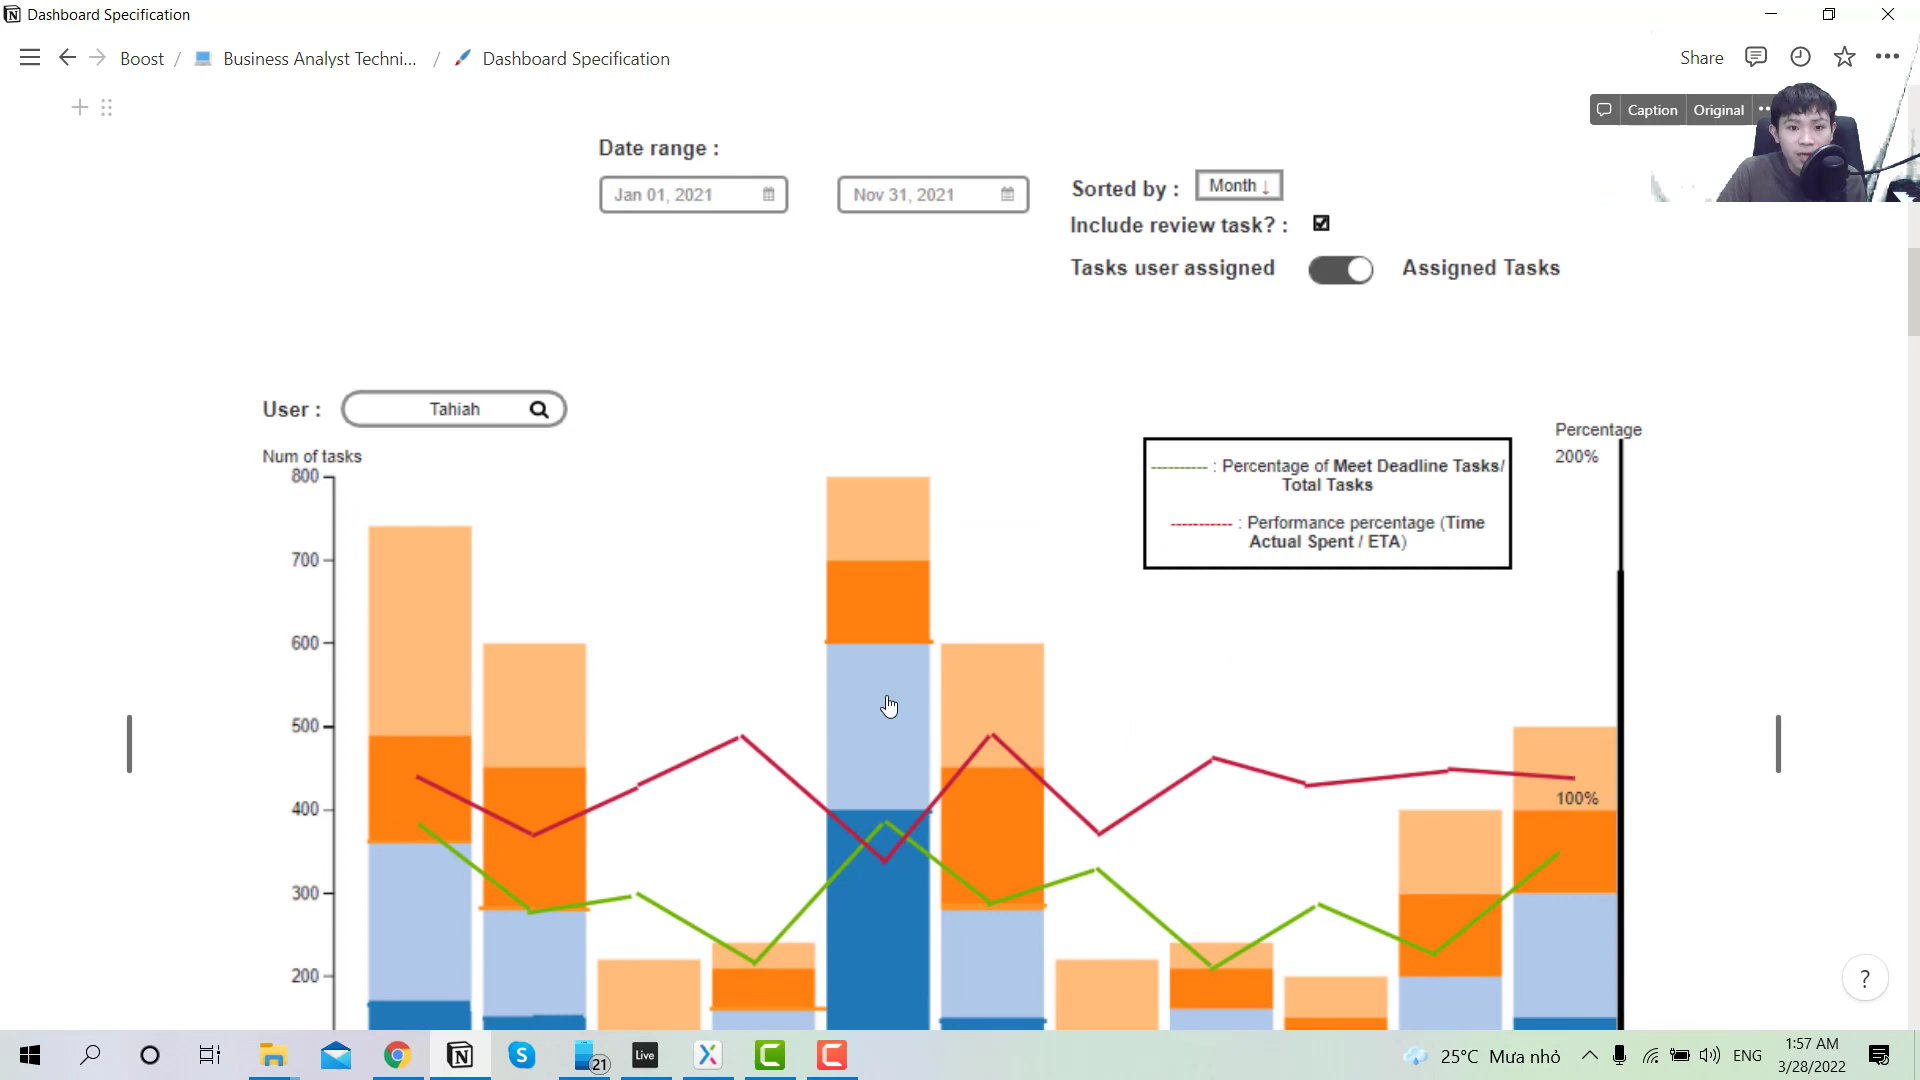 Dashboard Specification
Boost / Business Analyst Techni... / Dashboard Specification
Share
Caption Original
Date range :
Jan 01, 2021
Nov 31, 2021
Sorted by : Month ↓
Include review task? :
Tasks user assigned
Assigned Tasks
User : Tahiah
Num of tasks
Percentage
800
700
600
500
400
300
200
200%
100%
---------- : Percentage of Meet Deadline Tasks/
Total Tasks
----------- : Performance percentage (Time
Actual Spent / ETA)
?
21
Live
25°C Mưa nhỏ
ENG
1:57 AM
3/28/2022